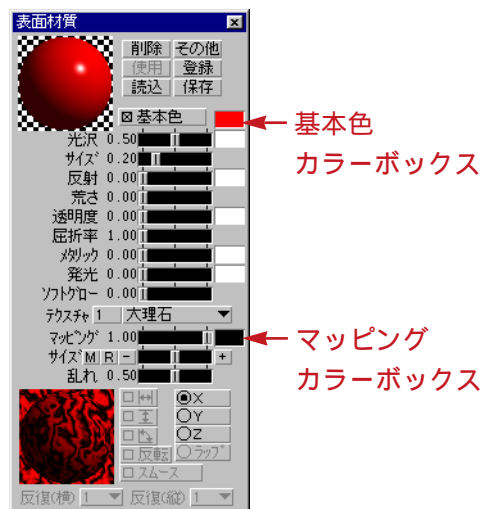 表面材質
削除 その他
使用 登録
読込 保存
基本色
光沢 0.50
サイズ 0.20
反射 0.00
荒さ 0.00
透明度 0.00
屈折率 1.00
メタリック 0.00
発光 0.00
ソフトグロー 0.00
テクスチャ 1 大理石
マッピング 1.00
サイズ M R - +
乱れ 0.50
X
Y
Z
反転 ラップ
スムース
反復(横) 1 反復(縦) 1
基本色
カラーボックス
マッピング
カラーボックス